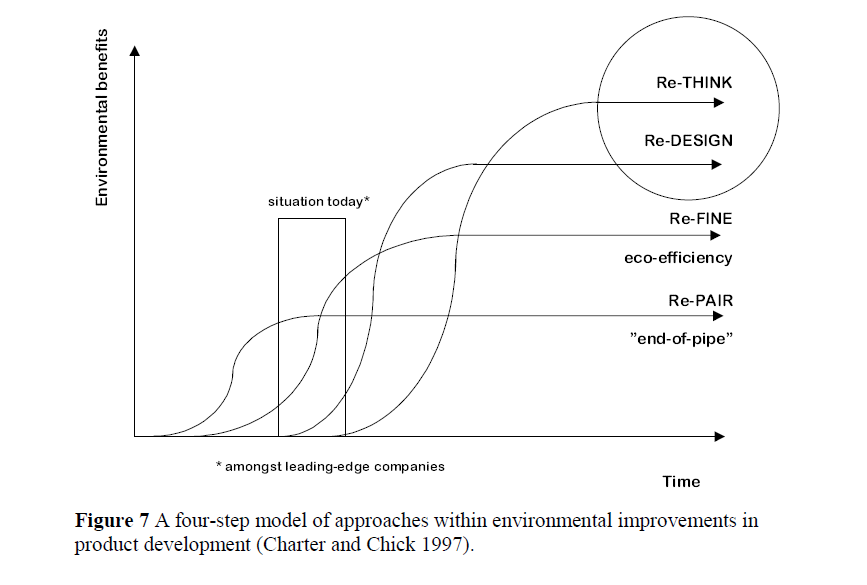 Environmental benefits
Re-THINK
Re-DESIGN
situation today*
Re-FINE
eco-efficiency
Re-PAIR
”end-of-pipe”
* amongst leading-edge companies
Time
Figure 7 A four-step model of approaches within environmental improvements in
product development (Charter and Chick 1997).